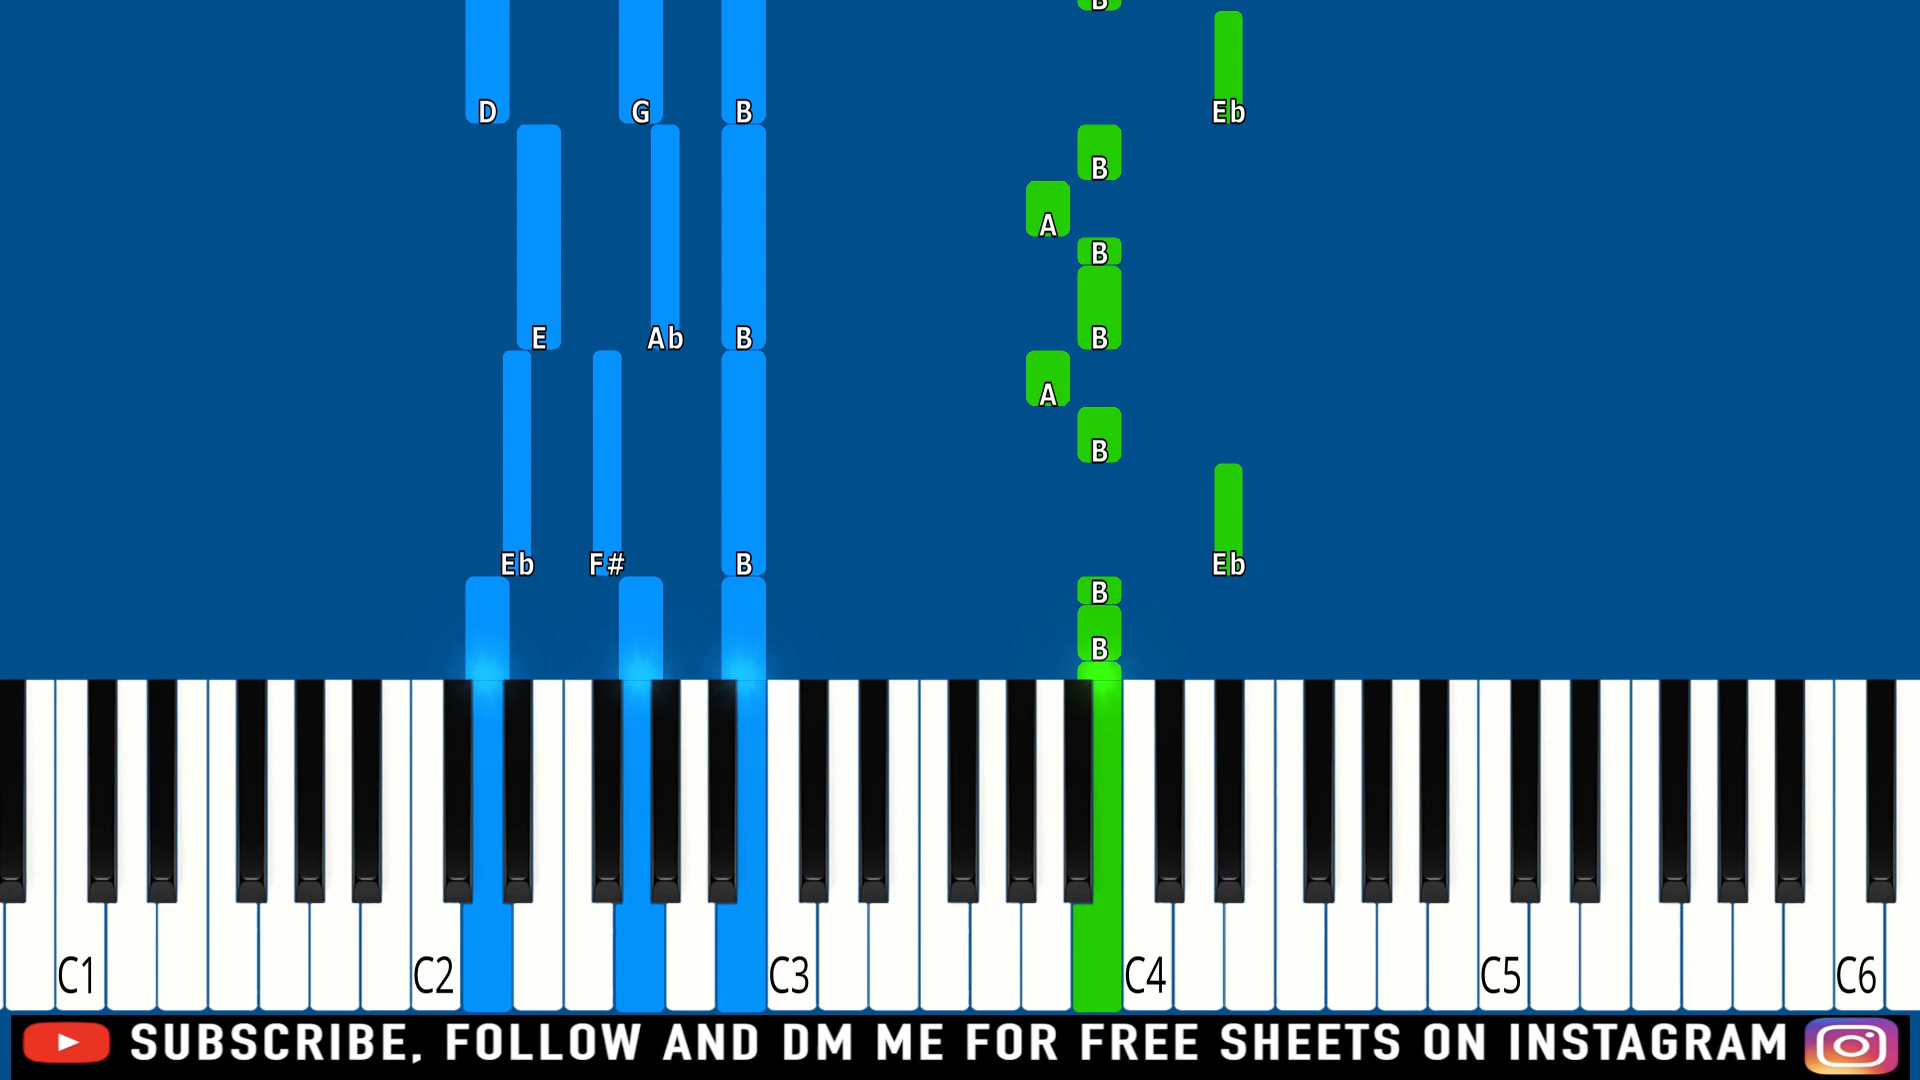 B
D G B Eb
B
A
B
E Ab B B
A
B
Eb F# B Eb
B
B
C1 C2 C3 C4 C5 C6
SUBSCRIBE, FOLLOW AND DM ME FOR FREE SHEETS ON INSTAGRAM